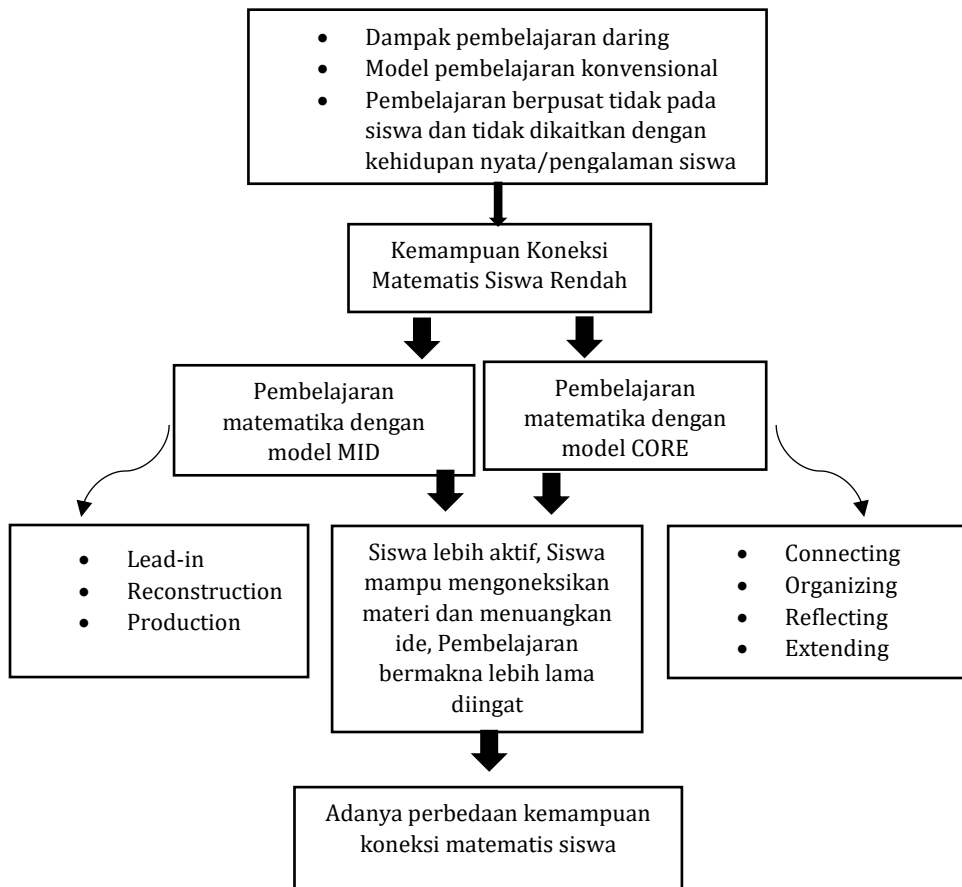 • Dampak pembelajaran daring
• Model pembelajaran konvensional
• Pembelajaran berpusat tidak pada
siswa dan tidak dikaitkan dengan
kehidupan nyata/pengalaman siswa
Kemampuan Koneksi
Matematis Siswa Rendah
Pembelajaran
matematika dengan
model MID
Pembelajaran
matematika dengan
model CORE
• Lead-in
• Reconstruction
• Production
Siswa lebih aktif, Siswa
mampu mengoneksikan
materi dan menuangkan
ide, Pembelajaran
bermakna lebih lama
diingat
• Connecting
• Organizing
• Reflecting
• Extending
Adanya perbedaan kemampuan
koneksi matematis siswa